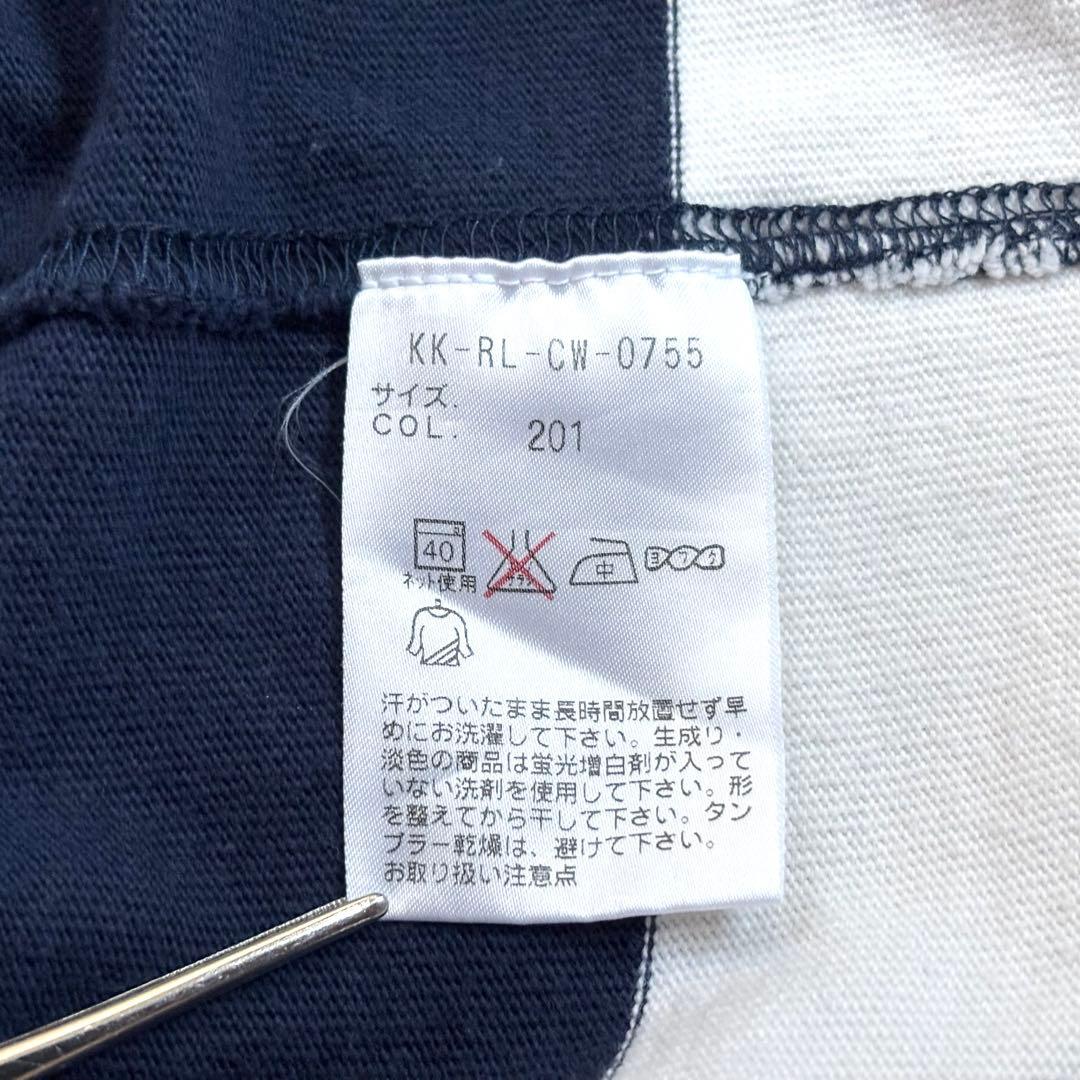 KK-RL-CW-0755
サイズ.
COL. 201
40 中 ヨワク
ネット使用
汗がついたまま長時間放置せず早
めにお洗濯して下さい。生成り・
淡色の商品は蛍光増白剤が入って
いない洗剤を使用して下さい。形
を整えてから干して下さい。タン
ブラー乾燥は、避けて下さい。
お取り扱い注意点